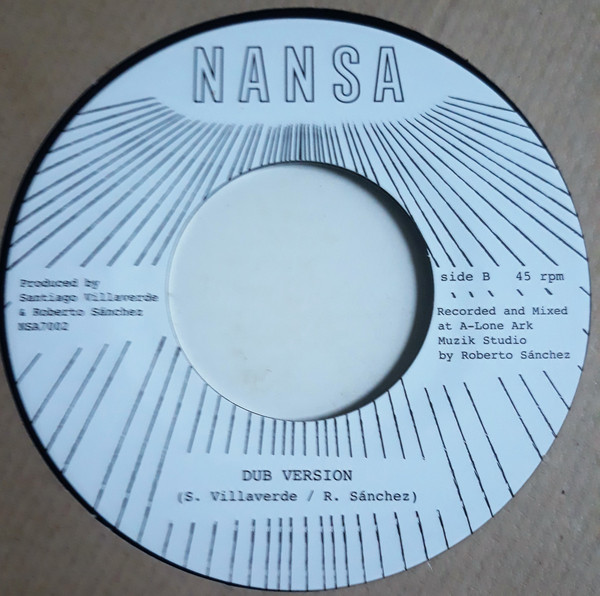 NANSA
Produced by
Santiago Villaverde
& Roberto Sánchez
NSA7002
side B 45 rpm
Recorded and Mixed
at A-Lone Ark
Muzik Studio
by Roberto Sánchez
DUB VERSION
(S. Villaverde / R. Sánchez)